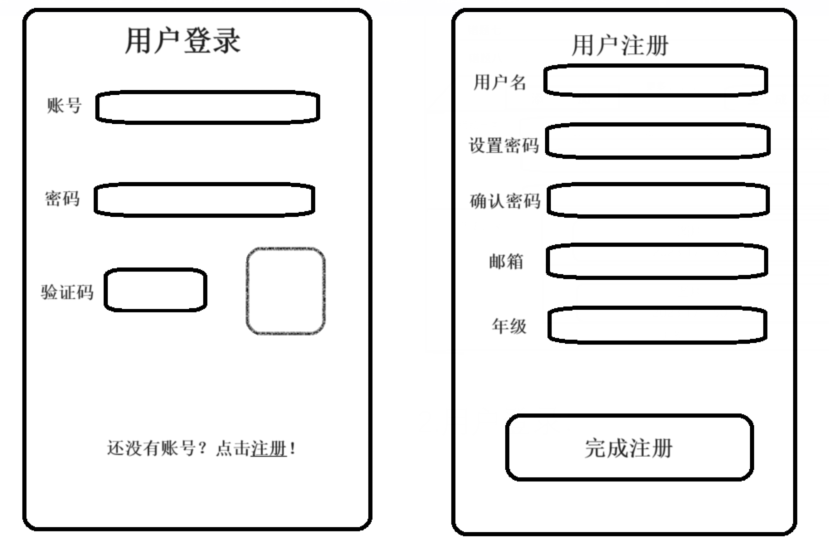 用户登录
账号
密码
验证码
还没有账号？点击注册！
用户注册
用户名
设置密码
确认密码
邮箱
年级
完成注册